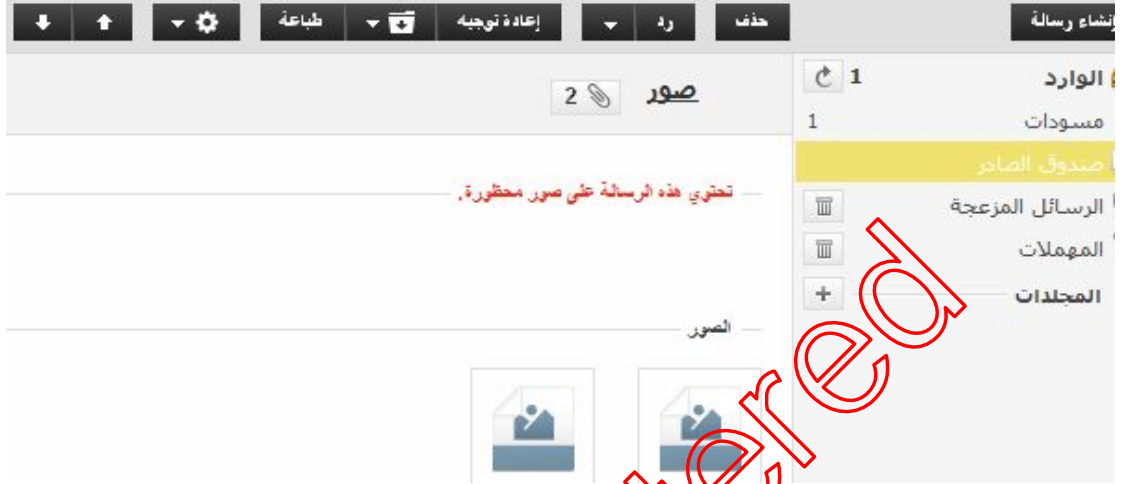 إنشاء رسالة
حذف
رد
إعادة توجيه
طباعة
الوارد
1
مسودات
1
صندوق الصادر
الرسائل المزعجة
المهملات
المجلدات
صور
2
تحتوي هذه الرسالة على صور محظورة.
الصور
tered